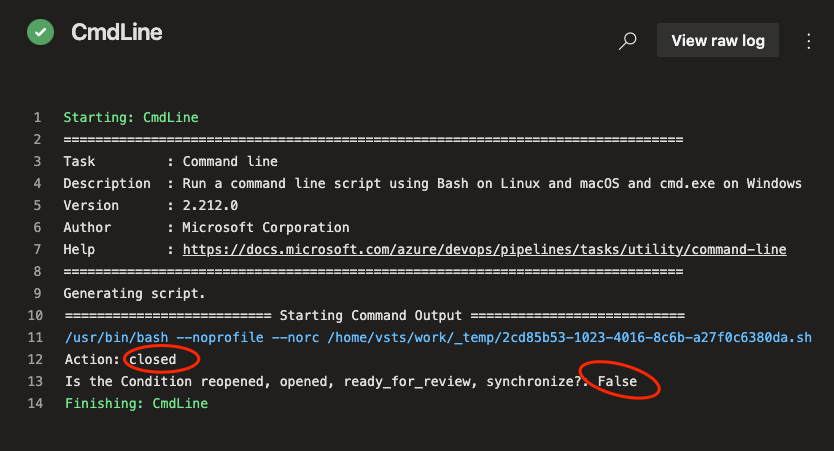 CmdLine
View raw log
1 Starting: CmdLine
2 ==============================================================================
3 Task         : Command line
4 Description  : Run a command line script using Bash on Linux and macOS and cmd.exe on Windows
5 Version      : 2.212.0
6 Author       : Microsoft Corporation
7 Help         : https://docs.microsoft.com/azure/devops/pipelines/tasks/utility/command-line
8 ==============================================================================
9 Generating script.
10 ========================== Starting Command Output ===========================
11 /usr/bin/bash --noprofile --norc /home/vsts/work/_temp/2cd85b53-1023-4016-8c6b-a27f0c6380da.sh
12 Action: closed
13 Is the Condition reopened, opened, ready_for_review, synchronize?: False
14 Finishing: CmdLine